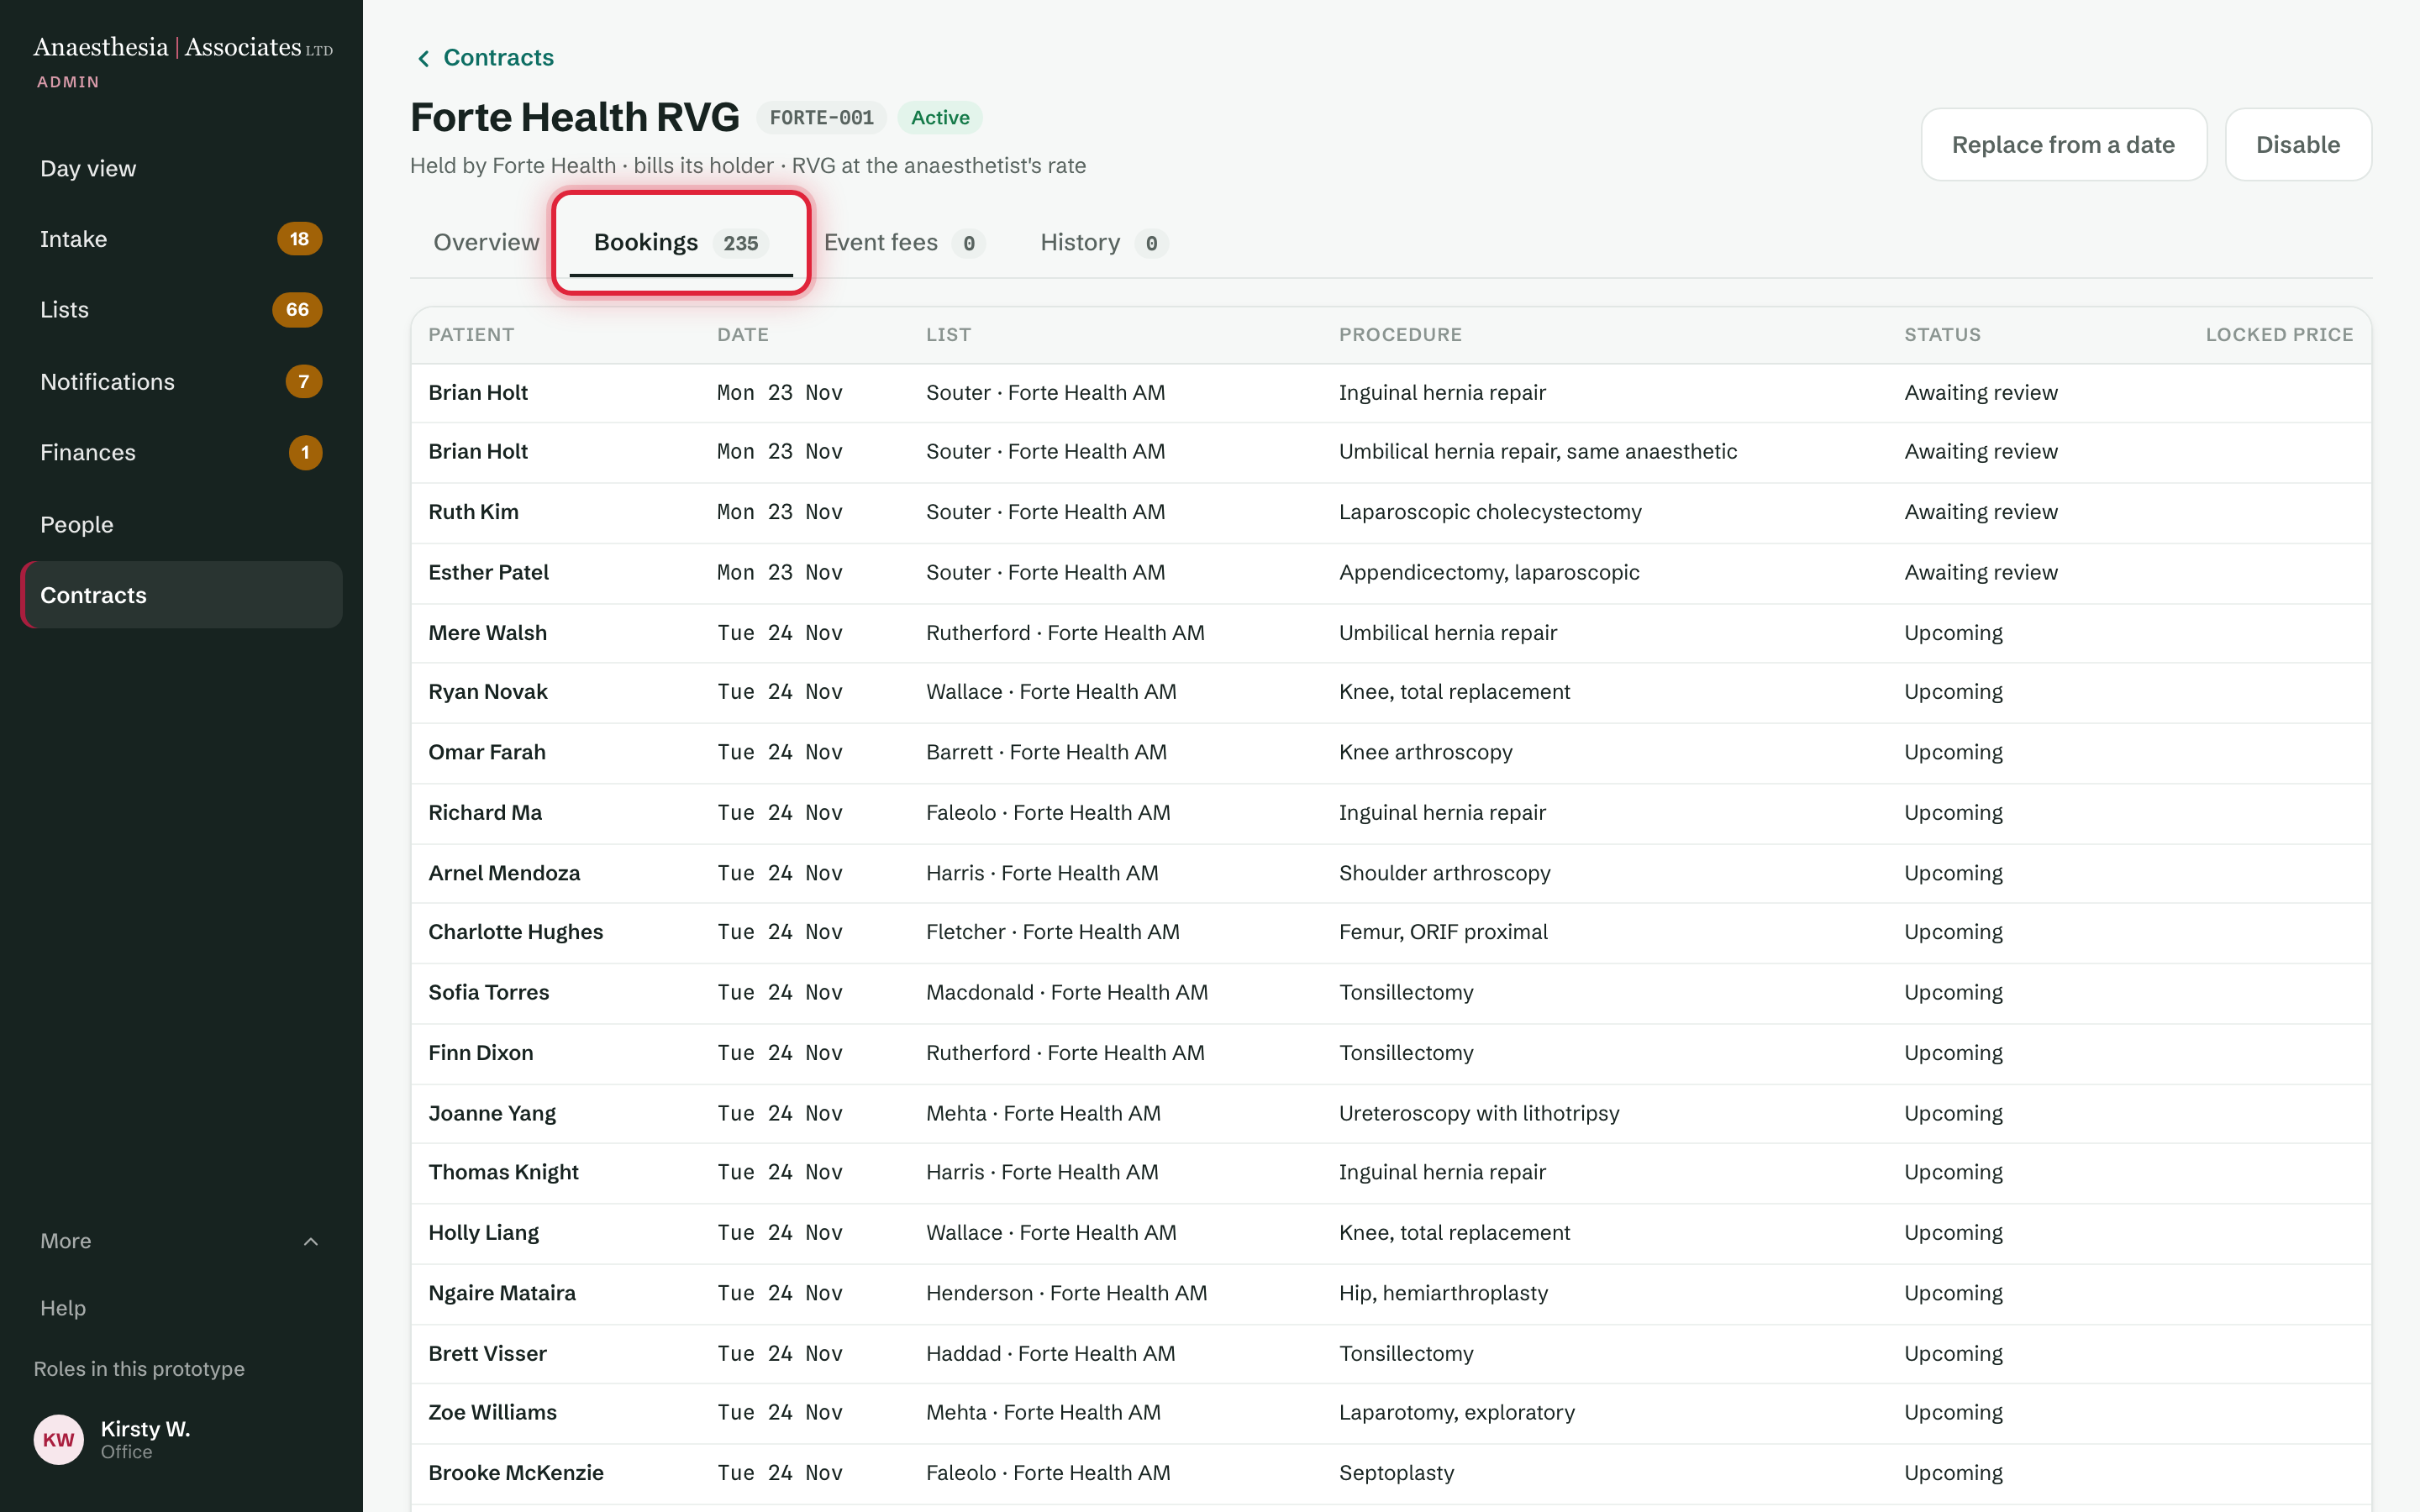 Anaesthesia | Associates LTD
ADMIN
Day view
Intake 18
Lists 66
Notifications 7
Finances 1
People
Contracts
More
Help
Roles in this prototype
KW
Kirsty W.
Office
Contracts
Forte Health RVG FORTE-001 Active
Held by Forte Health · bills its holder · RVG at the anaesthetist's rate
Replace from a date
Disable
Overview Bookings 235 Event fees 0 History 0
PATIENT DATE LIST PROCEDURE STATUS LOCKED PRICE
Brian Holt Mon 23 Nov Souter · Forte Health AM Inguinal hernia repair Awaiting review
Brian Holt Mon 23 Nov Souter · Forte Health AM Umbilical hernia repair, same anaesthetic Awaiting review
Ruth Kim Mon 23 Nov Souter · Forte Health AM Laparoscopic cholecystectomy Awaiting review
Esther Patel Mon 23 Nov Souter · Forte Health AM Appendicectomy, laparoscopic Awaiting review
Mere Walsh Tue 24 Nov Rutherford · Forte Health AM Umbilical hernia repair Upcoming
Ryan Novak Tue 24 Nov Wallace · Forte Health AM Knee, total replacement Upcoming
Omar Farah Tue 24 Nov Barrett · Forte Health AM Knee arthroscopy Upcoming
Richard Ma Tue 24 Nov Faleolo · Forte Health AM Inguinal hernia repair Upcoming
Arnel Mendoza Tue 24 Nov Harris · Forte Health AM Shoulder arthroscopy Upcoming
Charlotte Hughes Tue 24 Nov Fletcher · Forte Health AM Femur, ORIF proximal Upcoming
Sofia Torres Tue 24 Nov Macdonald · Forte Health AM Tonsillectomy Upcoming
Finn Dixon Tue 24 Nov Rutherford · Forte Health AM Tonsillectomy Upcoming
Joanne Yang Tue 24 Nov Mehta · Forte Health AM Ureteroscopy with lithotripsy Upcoming
Thomas Knight Tue 24 Nov Harris · Forte Health AM Inguinal hernia repair Upcoming
Holly Liang Tue 24 Nov Wallace · Forte Health AM Knee, total replacement Upcoming
Ngaire Mataira Tue 24 Nov Henderson · Forte Health AM Hip, hemiarthroplasty Upcoming
Brett Visser Tue 24 Nov Haddad · Forte Health AM Tonsillectomy Upcoming
Zoe Williams Tue 24 Nov Mehta · Forte Health AM Laparotomy, exploratory Upcoming
Brooke McKenzie Tue 24 Nov Faleolo · Forte Health AM Septoplasty Upcoming